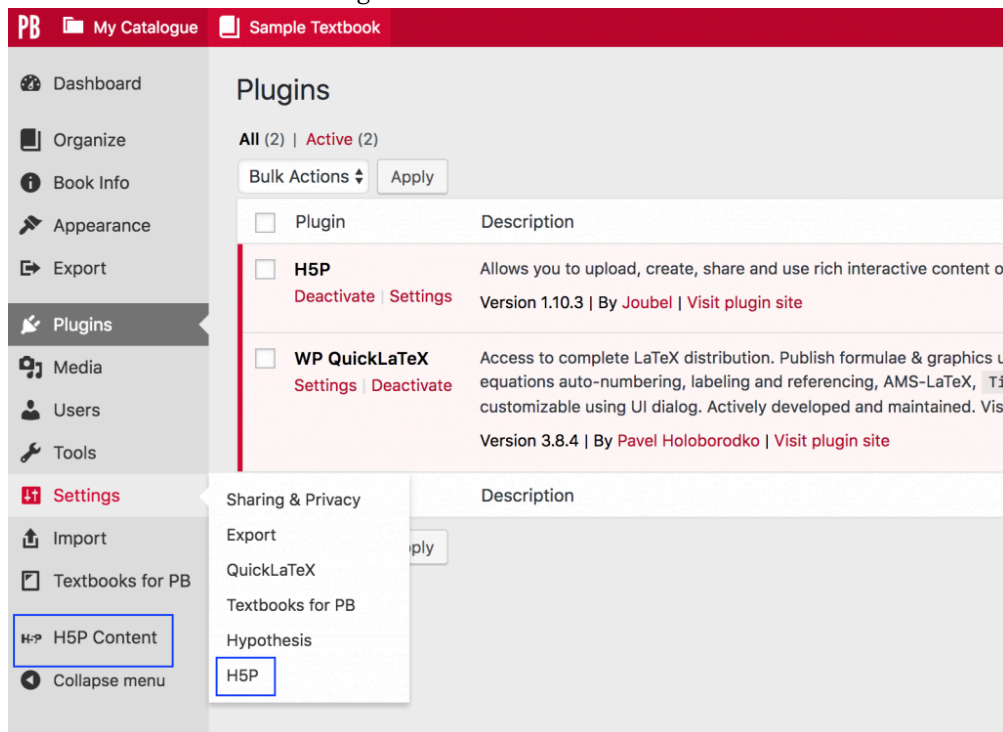 PB My Catalogue Sample Textbook
Dashboard
Organize
Book Info
Appearance
Export
Plugins
Media
Users
Tools
Settings
Import
Textbooks for PB
H5P H5P Content
Collapse menu
Plugins
All (2) | Active (2)
Bulk Actions Apply
Plugin Description
H5P Allows you to upload, create, share and use rich interactive content o
Deactivate | Settings Version 1.10.3 | By Joubel | Visit plugin site
WP QuickLaTeX Access to complete LaTeX distribution. Publish formulae & graphics u
Settings | Deactivate equations auto-numbering, labeling and referencing, AMS-LaTeX, Ti
customizable using UI dialog. Actively developed and maintained. Vis
Version 3.8.4 | By Pavel Holoborodko | Visit plugin site
Description
pply
Sharing & Privacy
Export
QuickLaTeX
Textbooks for PB
Hypothesis
H5P